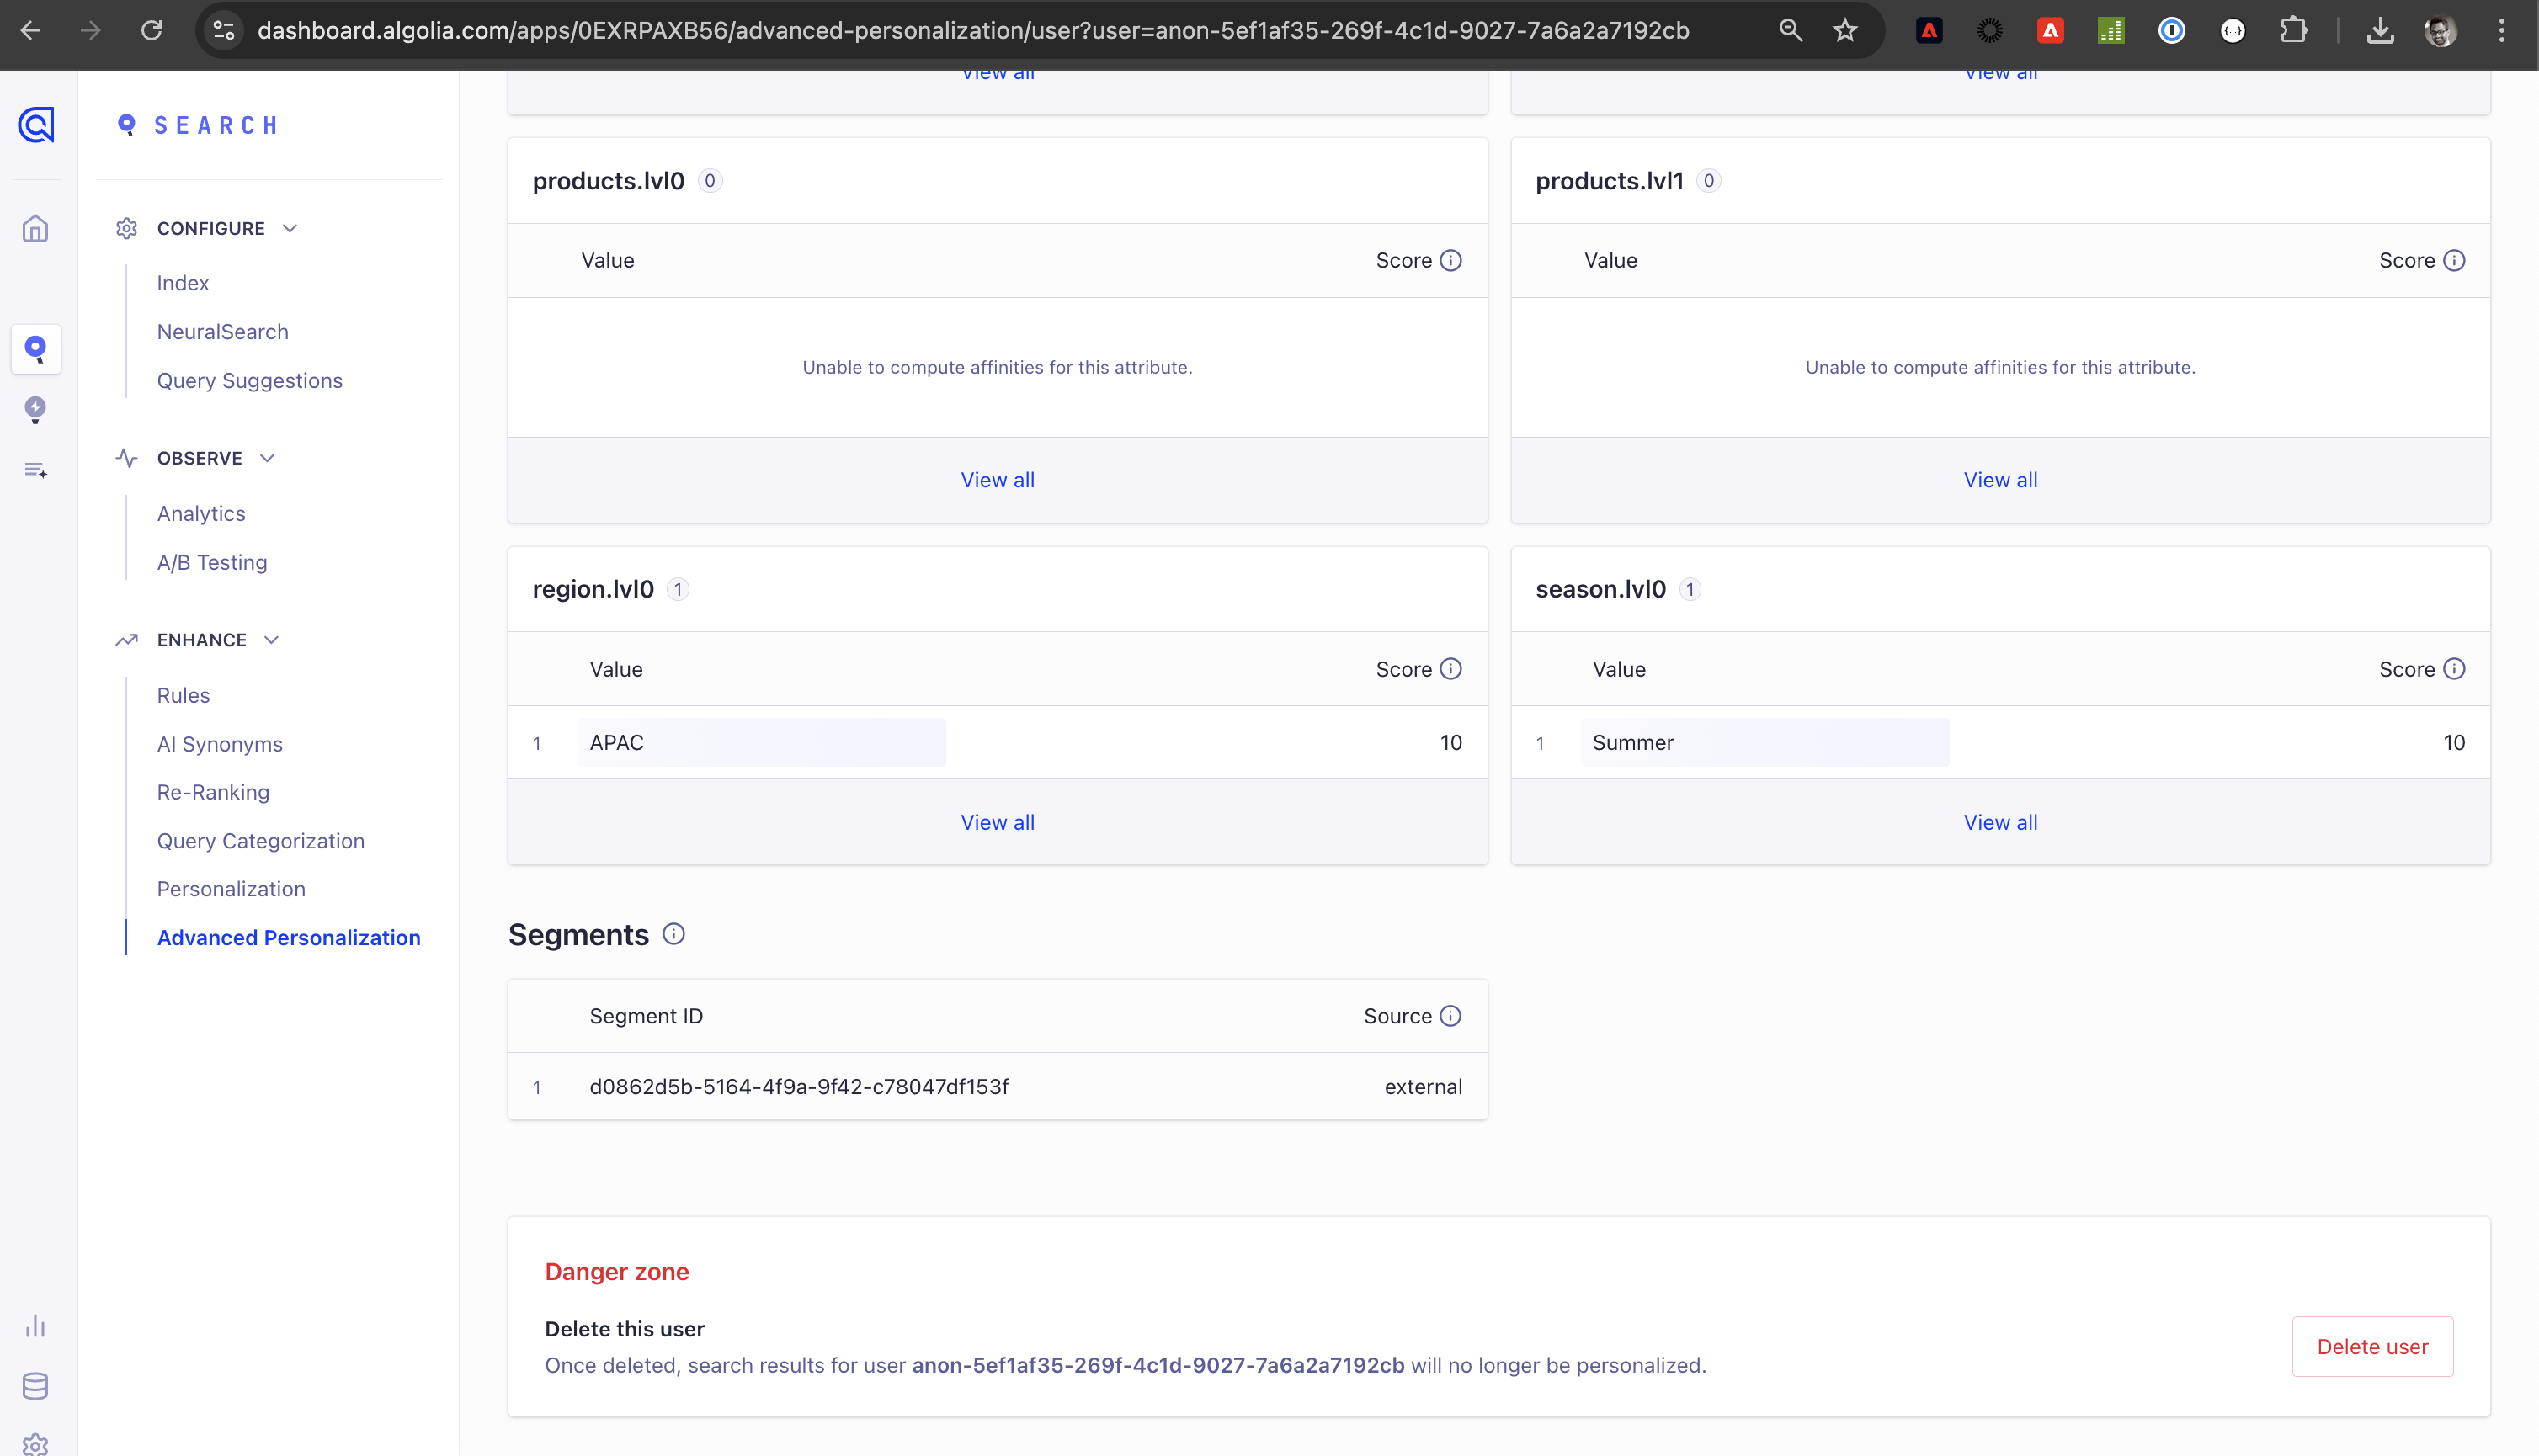 dashboard.algolia.com/apps/0EXRPAXB56/advanced-personalization/user?user=anon-5ef1af35-269f-4c1d-9027-7a6a2a7192cb
SEARCH
CONFIGURE
Index
NeuralSearch
Query Suggestions
OBSERVE
Analytics
A/B Testing
ENHANCE
Rules
AI Synonyms
Re-Ranking
Query Categorization
Personalization
Advanced Personalization
View all
View all
products.lvl0 0
Value Score
Unable to compute affinities for this attribute.
View all
products.lvl1 0
Value Score
Unable to compute affinities for this attribute.
View all
region.lvl0 1
Value Score
1 APAC 10
View all
season.lvl0 1
Value Score
1 Summer 10
View all
Segments
Segment ID Source
1 d0862d5b-5164-4f9a-9f42-c78047df153f external
Danger zone
Delete this user
Once deleted, search results for user anon-5ef1af35-269f-4c1d-9027-7a6a2a7192cb will no longer be personalized.
Delete user